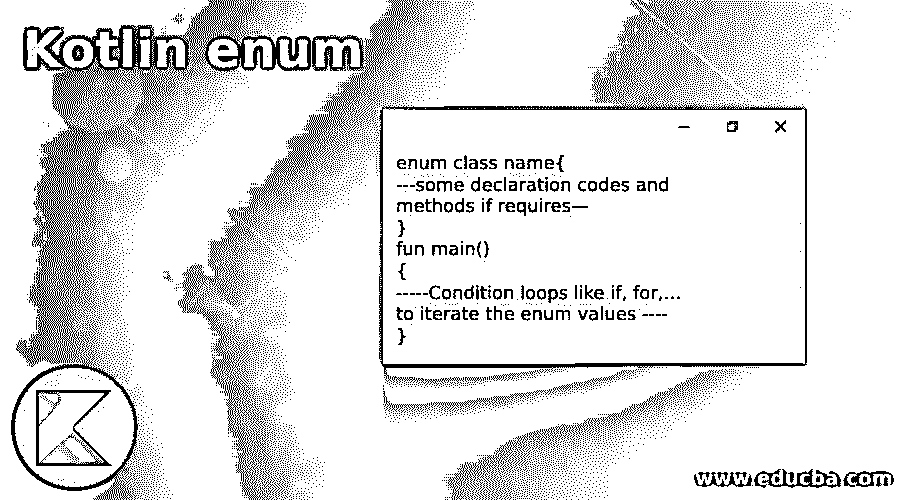 Kotlin enum
enum class name{
---some declaration codes and
methods if requires—
}
fun main()
{
-----Condition loops like if, for,...
to iterate the enum values ----
}
www.educba.com